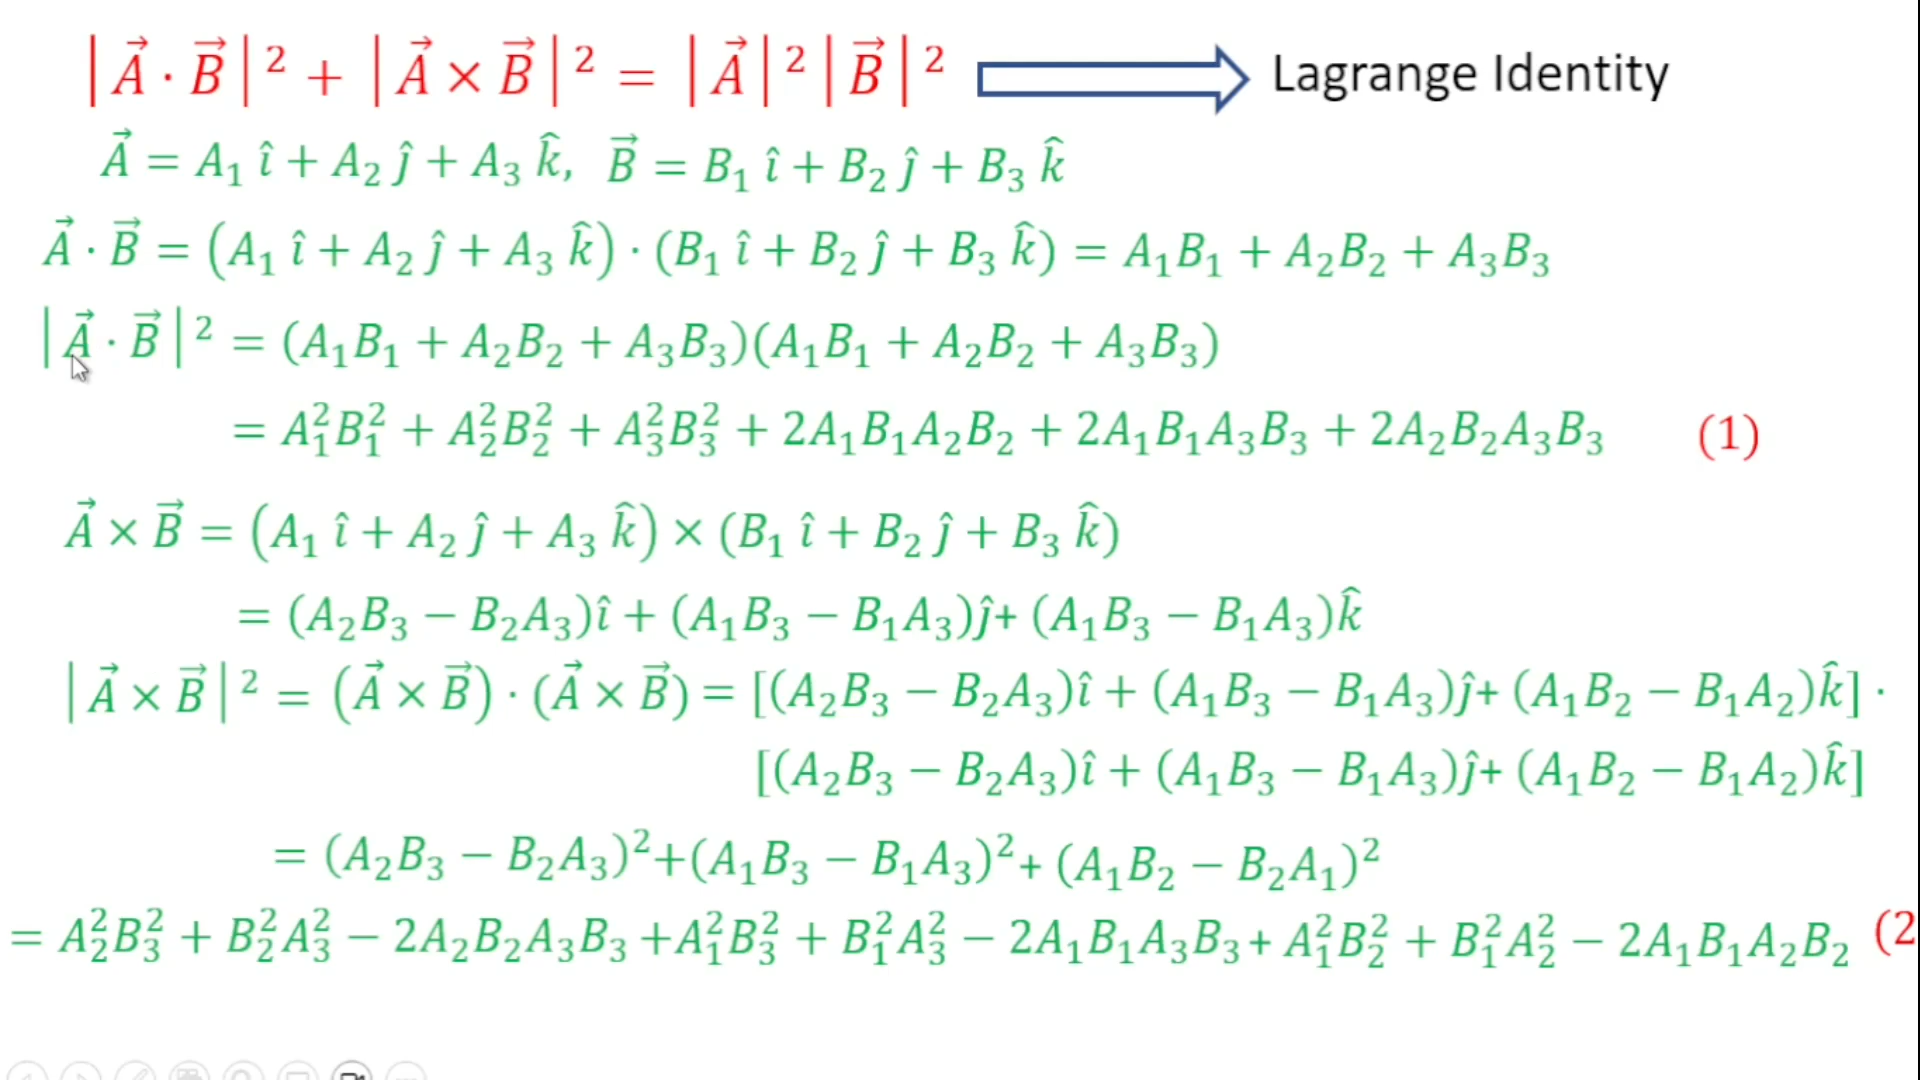 |A⃗ · B⃗|² + |A⃗ × B⃗|² = |A⃗|² |B⃗|² Lagrange Identity
A⃗ = A₁ î + A₂ ĵ + A₃ k̂, B⃗ = B₁ î + B₂ ĵ + B₃ k̂
A⃗ · B⃗ = (A₁ î + A₂ ĵ + A₃ k̂) · (B₁ î + B₂ ĵ + B₃ k̂) = A₁B₁ + A₂B₂ + A₃B₃
|A⃗ · B⃗|² = (A₁B₁ + A₂B₂ + A₃B₃)(A₁B₁ + A₂B₂ + A₃B₃)
= A₁²B₁² + A₂²B₂² + A₃²B₃² + 2A₁B₁A₂B₂ + 2A₁B₁A₃B₃ + 2A₂B₂A₃B₃ (1)
A⃗ × B⃗ = (A₁ î + A₂ ĵ + A₃ k̂) × (B₁ î + B₂ ĵ + B₃ k̂)
= (A₂B₃ − B₂A₃)î + (A₁B₃ − B₁A₃)ĵ+ (A₁B₃ − B₁A₃)k̂
|A⃗ × B⃗|² = (A⃗ × B⃗) · (A⃗ × B⃗) = [(A₂B₃ − B₂A₃)î + (A₁B₃ − B₁A₃)ĵ+ (A₁B₂ − B₁A₂)k̂] ·
[(A₂B₃ − B₂A₃)î + (A₁B₃ − B₁A₃)ĵ+ (A₁B₂ − B₁A₂)k̂]
= (A₂B₃ − B₂A₃)²+(A₁B₃ − B₁A₃)²+ (A₁B₂ − B₂A₁)²
= A₂²B₃² + B₂²A₃² − 2A₂B₂A₃B₃ +A₁²B₃² + B₁²A₃² − 2A₁B₁A₃B₃+ A₁²B₂² + B₁²A₂² − 2A₁B₁A₂B₂ (2